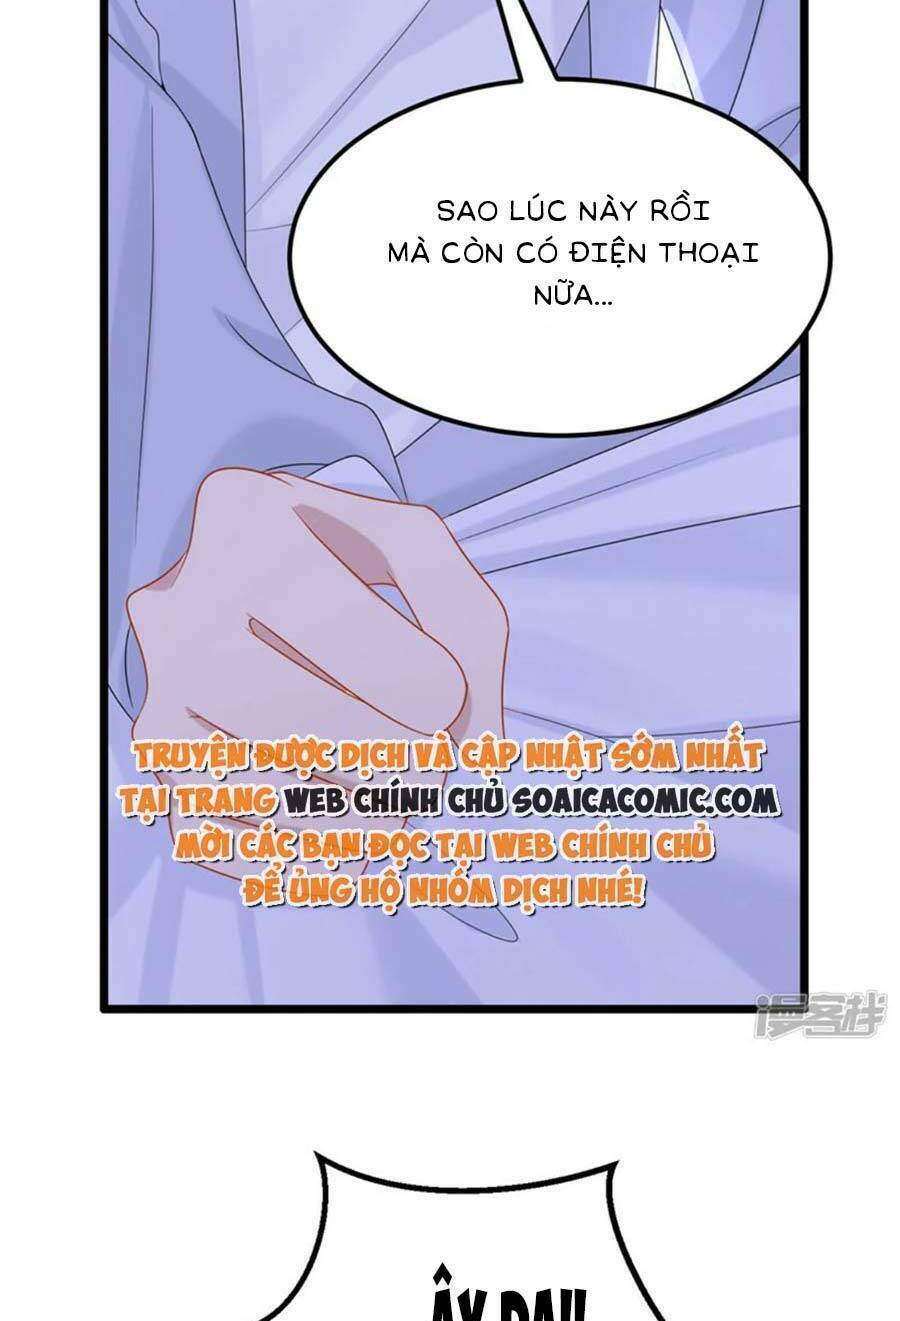 SAO LÚC NÀY RỒI
MÀ CÒN CÓ ĐIỆN THOẠI
NỮA...
TRUYỆN ĐƯỢC DỊCH VÀ CẬP NHẬT SỚM NHẤT
TẠI TRANG WEB CHÍNH CHỦ SOAICACOMIC.COM
MỜI CÁC BẠN ĐỌC TẠI WEB CHÍNH CHỦ
ĐỂ ỦNG HỘ NHÓM DỊCH NHÉ!
漫客栈